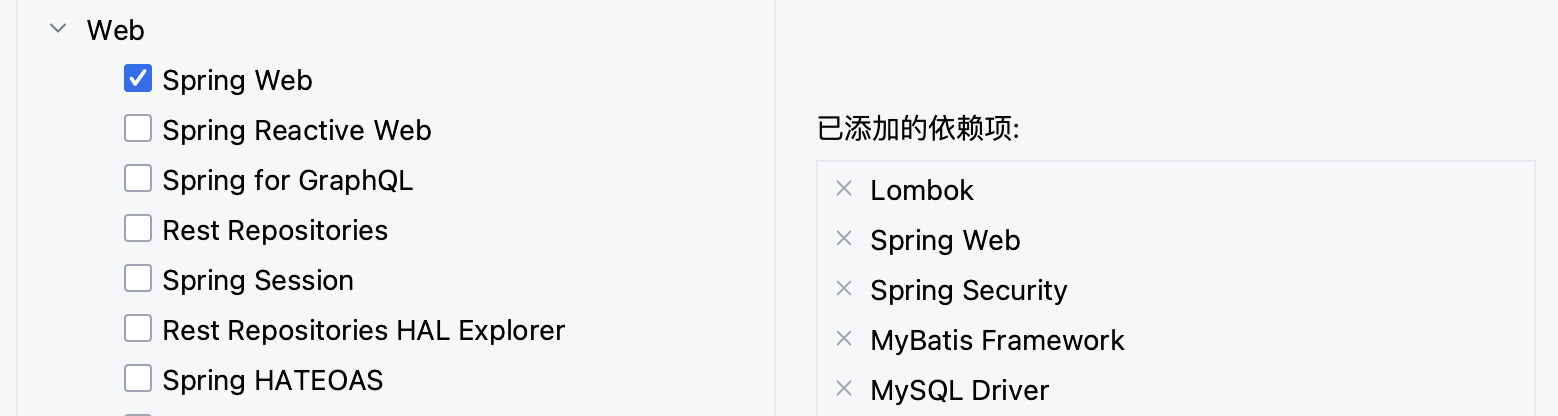 Web
Spring Web
Spring Reactive Web
Spring for GraphQL
Rest Repositories
Spring Session
Rest Repositories HAL Explorer
Spring HATEOAS
已添加的依赖项:
Lombok
Spring Web
Spring Security
MyBatis Framework
MySQL Driver